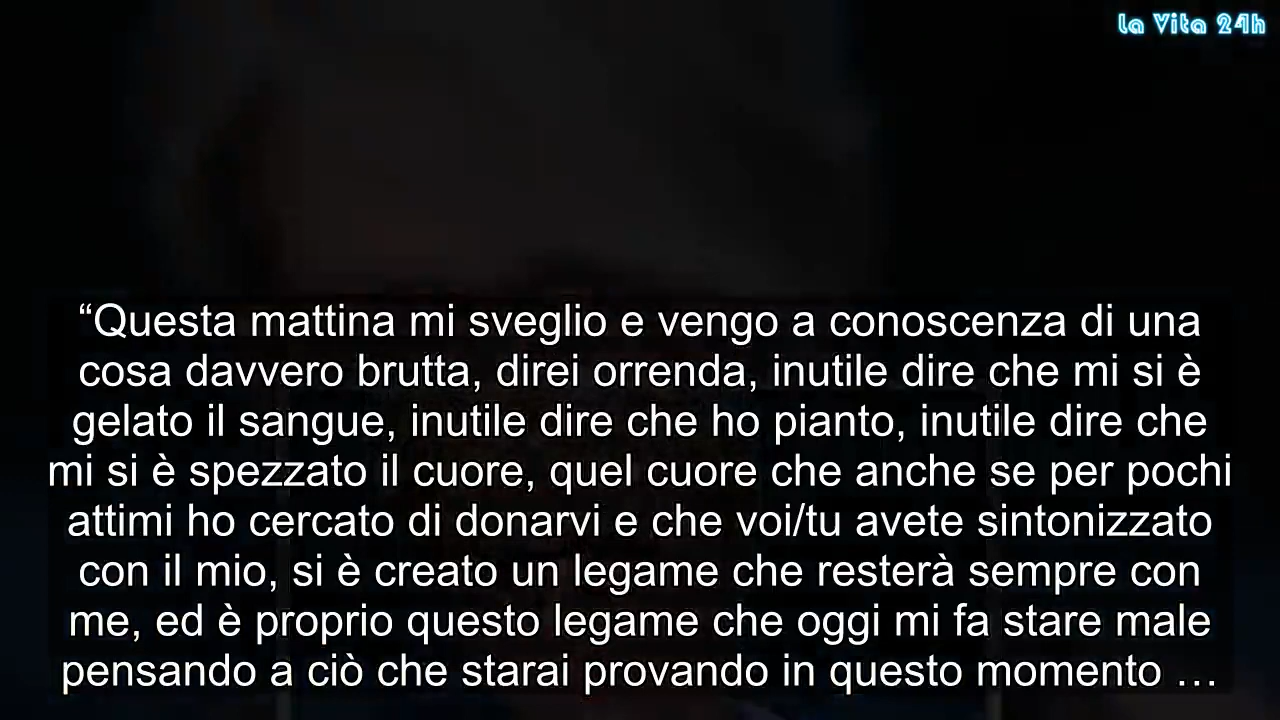 La Vita 24h
“Questa mattina mi sveglio e vengo a conoscenza di una
cosa davvero brutta, direi orrenda, inutile dire che mi si è
gelato il sangue, inutile dire che ho pianto, inutile dire che
mi si è spezzato il cuore, quel cuore che anche se per pochi
attimi ho cercato di donarvi e che voi/tu avete sintonizzato
con il mio, si è creato un legame che resterà sempre con
me, ed è proprio questo legame che oggi mi fa stare male
pensando a ciò che starai provando in questo momento …